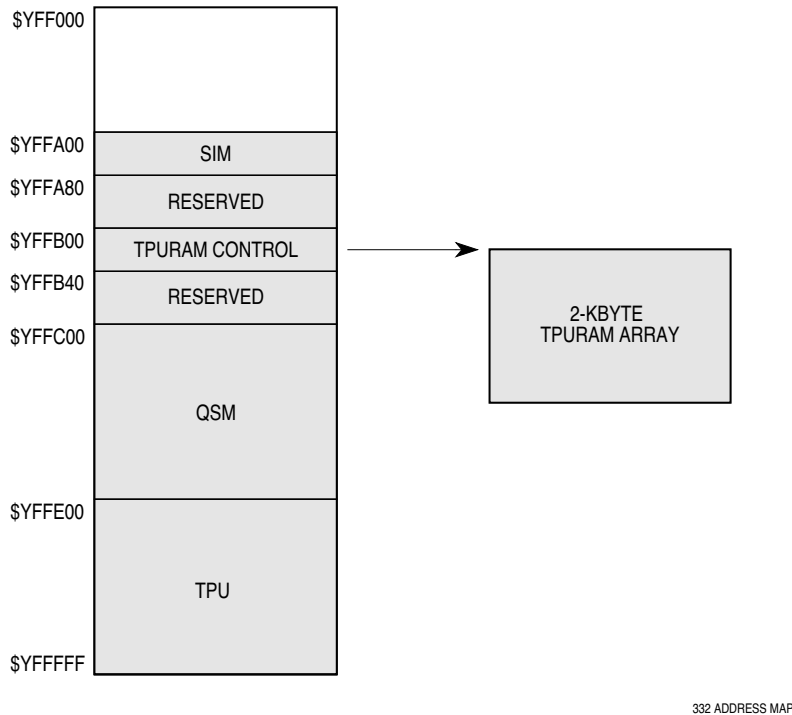 $YFF000
$YFFA00
SIM
$YFFA80
RESERVED
$YFFB00
TPURAM CONTROL
$YFFB40
RESERVED
2-KBYTE
TPURAM ARRAY
$YFFC00
QSM
$YFFE00
TPU
$YFFFFF
332 ADDRESS MAP